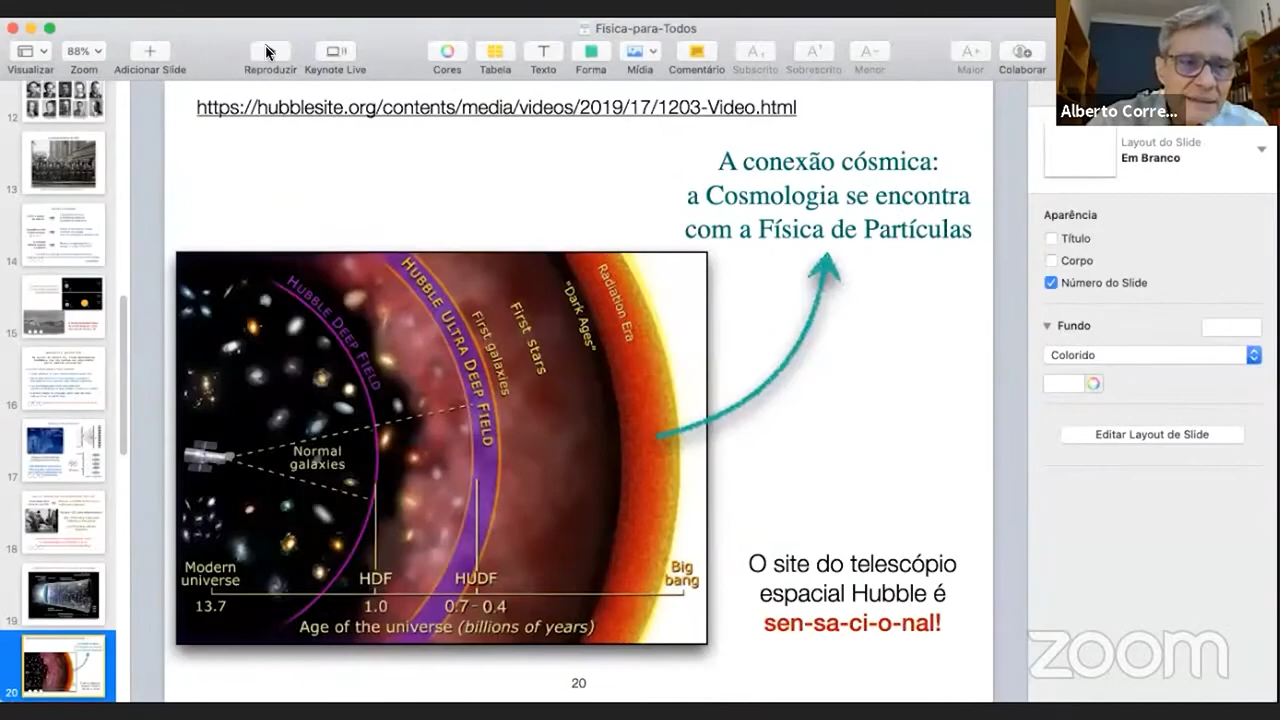 Física-para-Todos
88%
Visualizar
Zoom
Adicionar Slide
Reproduzir
Keynote Live
Cores
Tabela
T
Texto
Forma
Mídia
Comentário
Subscrito
Sobrescrito
Menor
Maior
Colaborar
Alberto Corre...
12
13
14
15
16
17
18
19
20
https://hubblesite.org/contents/media/videos/2019/17/1203-Video.html
A conexão cósmica:
a Cosmologia se encontra
com a Física de Partículas
HUBBLE DEEP FIELD
HUBBLE ULTRA DEEP FIELD
First galaxies
First stars
"Dark Ages"
Radiation Era
Normal
galaxies
Modern
universe
HDF
HUDF
Big
bang
13.7
1.0
0.7 - 0.4
Age of the universe (billions of years)
O site do telescópio
espacial Hubble é
sen-sa-ci-o-nal!
20
Layout do Slide
Em Branco
Aparência
Título
Corpo
Número do Slide
Fundo
Colorido
Editar Layout de Slide
zoom